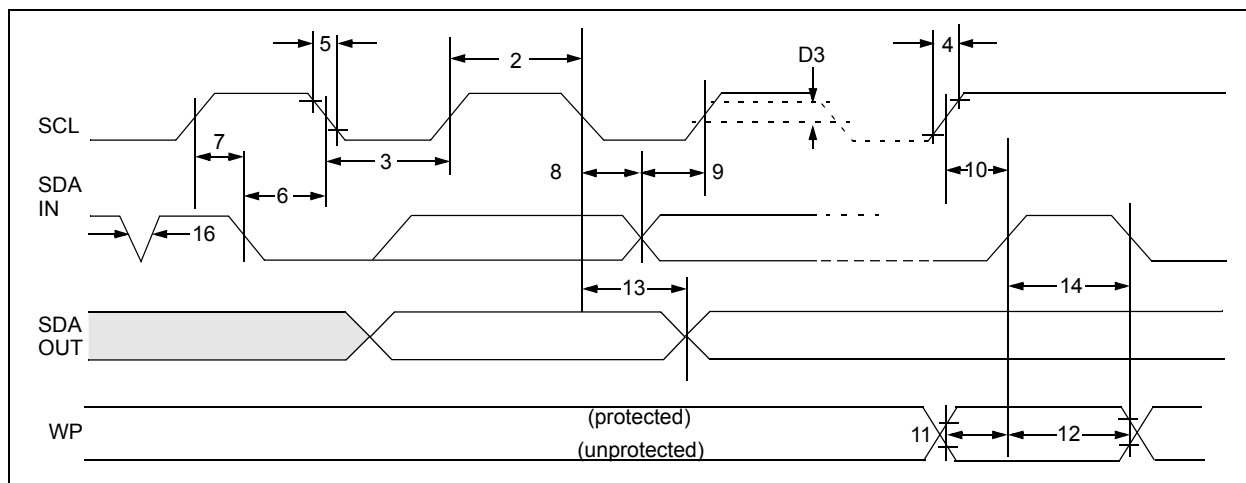 5
2
D3
4
SCL
7
3
8
9
10
SDA
IN
6
16
13
14
SDA
OUT
WP
(protected)
(unprotected)
11
12